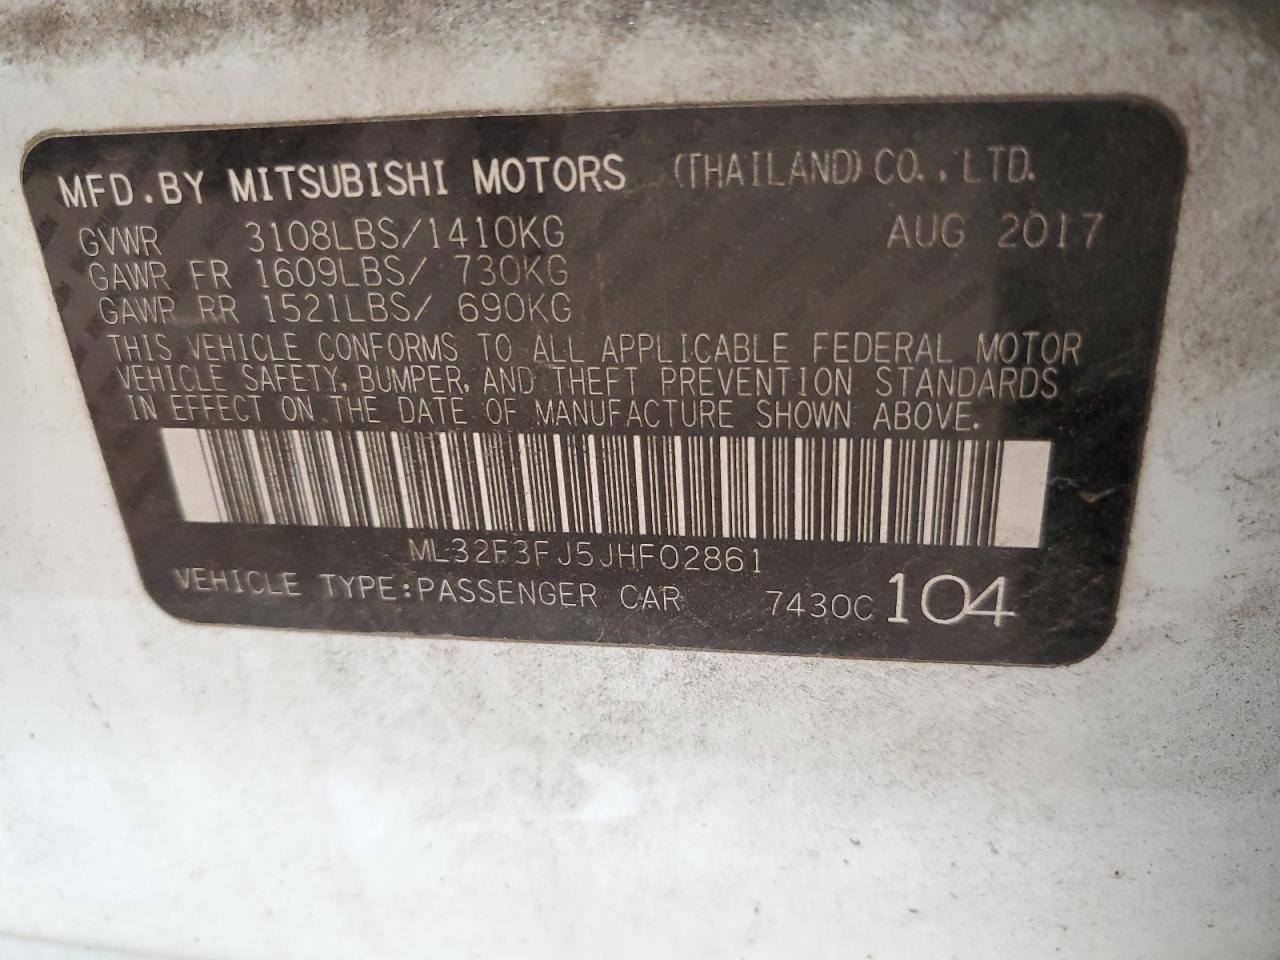 MFD.BY MITSUBISHI MOTORS (THAILAND) CO.,LTD.
GVWR 3108LBS/1410KG AUG 2017
GAWR FR 1609LBS/ 730KG
GAWR RR 1521LBS/ 690KG
THIS VEHICLE CONFORMS TO ALL APPLICABLE FEDERAL MOTOR
VEHICLE SAFETY, BUMPER, AND THEFT PREVENTION STANDARDS
IN EFFECT ON THE DATE OF MANUFACTURE SHOWN ABOVE.
ML32F3FJ5JHF02861
VEHICLE TYPE:PASSENGER CAR 7430C 104